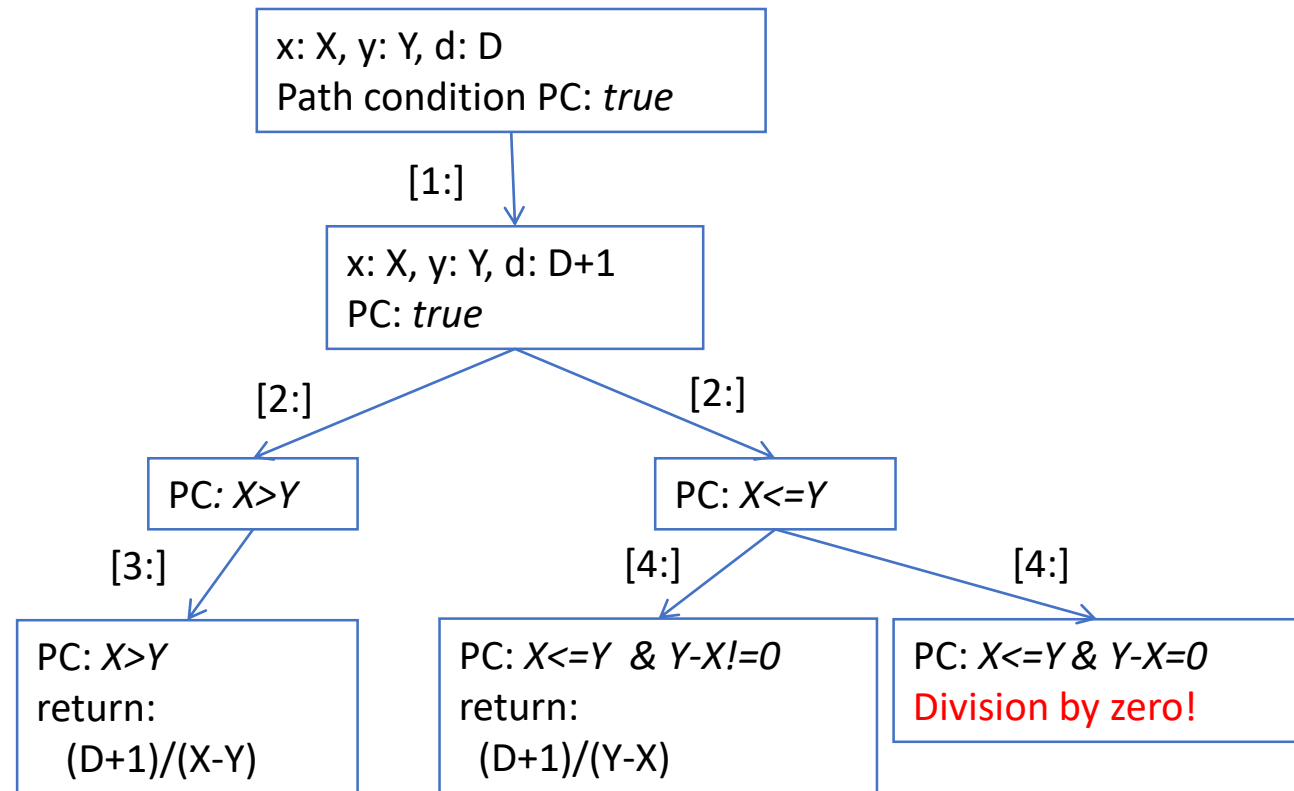 x: X, y: Y, d: D
Path condition PC: true
[1:]
x: X, y: Y, d: D+1
PC: true
[2:]
[2:]
PC: X>Y
PC: X<=Y
[3:]
[4:]
[4:]
PC: X>Y
return:
(D+1)/(X-Y)
PC: X<=Y & Y-X!=0
return:
(D+1)/(Y-X)
PC: X<=Y & Y-X=0
Division by zero!